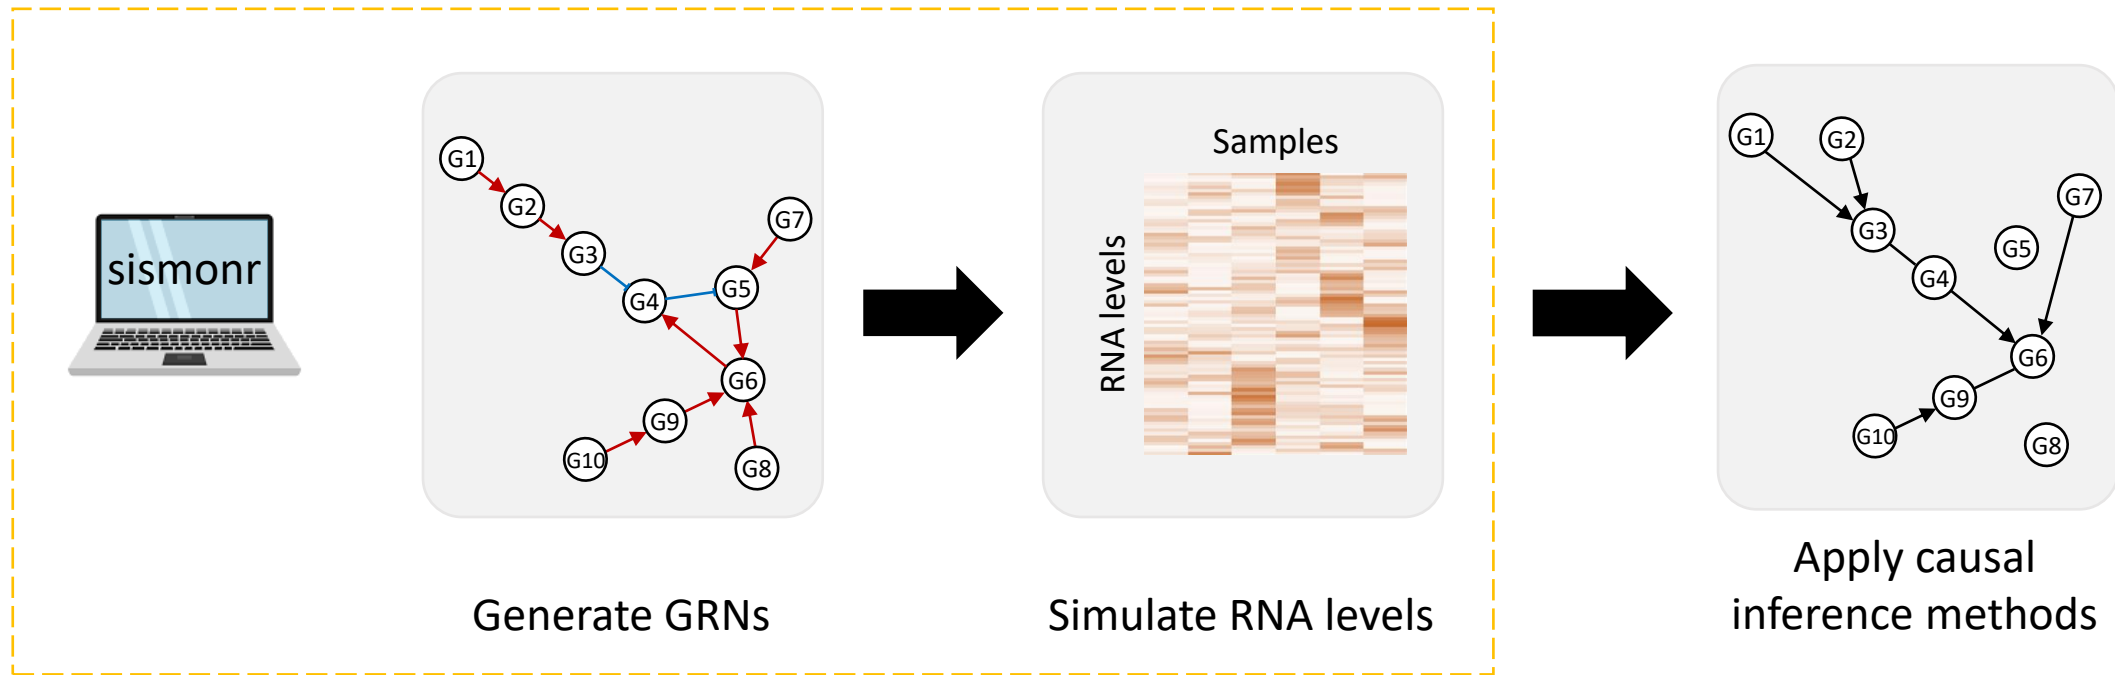 sismonr
G1
G2
G3
G4
G5
G6
G7
G8
G9
G10
Generate GRNs
Samples
RNA levels
Simulate RNA levels
G1
G2
G3
G4
G5
G6
G7
G8
G9
G10
Apply causal
inference methods